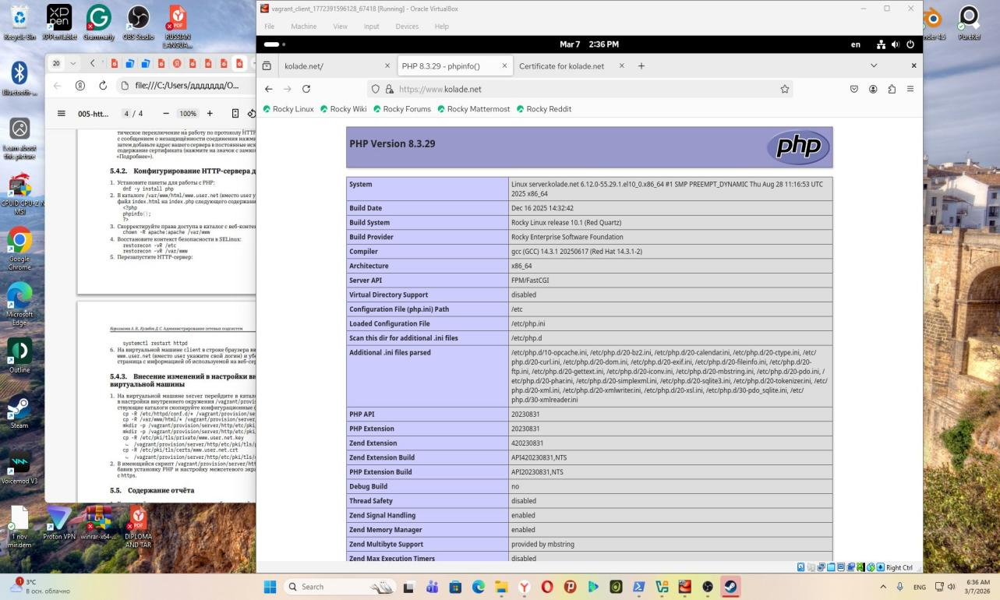 Recycle Bin
XPPenTablet
Grammarly
OBS Studio
RUSSIAN LANGUA...
Bluetooth ...
Learn about this picture
CPUID CPU-Z MSI
Google Chrome
Microsoft Edge
Outline
Steam
Voicemod V3
1 nov mir.dem
Proton VPN
winrar-x64-...
DIPLOMA AND TAR
PureRef
20
file:///C:/Users/ддддддд/O...
005-htt...
4 / 4
100%
тическое переключение на работу по протоколу HTTP
с сообщением о незащищённости соединения нажми
затем добавьте адрес вашего сервера в постоянные иск
содержание сертификата (нажмите на значок с замко
«Подробнее»).
5.4.2. Конфигурирование HTTP-сервера д
1. Установите пакеты для работы с PHP:
dnf -y install php
2. В каталоге /var/www/html/www.user.net (вместо user у
файл index.html на index.php следующего содержани
<?php
phpinfo();
?>
3. Скорректируйте права доступа в каталог с веб-контен
chown -R apache:apache /var/www
4. Восстановите контекст безопасности в SELinux:
restorecon -vR /etc
restorecon -vR /var/www
5. Перезапустите HTTP-сервер:
Королькова А. В., Кулябов Д. С. Администрирование сетевых подсистем
systemctl restart httpd
6. На виртуальной машине client в строке браузера вв
www.user.net (вместо user укажите свой логин) и убе
страница с информацией об используемой на веб-сер
5.4.3. Внесение изменений в настройки вн
виртуальной машины
1. На виртуальной машине server перейдите в катало
в настройки внутреннего окружения /vagrant/provis
ствующие каталоги скопируйте конфигурационные ф
cp -R /etc/httpd/conf.d/* /vagrant/provision/se
cp -R /var/www/html/* /vagrant/provision/server
mkdir -p /vagrant/provision/server/http/etc/pki
mkdir -p /vagrant/provision/server/http/etc/pki
cp -R /etc/pki/tls/private/www.user.net.key
/vagrant/provision/server/http/etc/pki/tls/p
cp -R /etc/pki/tls/certs/www.user.net.crt
/vagrant/provision/server/http/etc/pki/tls/
2. В имеющийся скрипт /vagrant/provision/server/htt
бавив установку PHP и настройку межсетевого экра
с https.
5.5. Содержание отчёта
vagrant_client_1772391596128_67418 [Running] - Oracle VirtualBox
File Machine View Input Devices Help
Mar 7 2:36 PM
en
kolade.net/
PHP 8.3.29 - phpinfo()
Certificate for kolade.net
https://www.kolade.net
Rocky Linux Rocky Wiki Rocky Forums Rocky Mattermost Rocky Reddit
PHP Version 8.3.29
php
System Linux server.kolade.net 6.12.0-55.29.1.el10_0.x86_64 #1 SMP PREEMPT_DYNAMIC Thu Aug 28 11:16:53 UTC
2025 x86_64
Build Date Dec 16 2025 14:32:42
Build System Rocky Linux release 10.1 (Red Quartz)
Build Provider Rocky Enterprise Software Foundation
Compiler gcc (GCC) 14.3.1 20250617 (Red Hat 14.3.1-2)
Architecture x86_64
Server API FPM/FastCGI
Virtual Directory Support disabled
Configuration File (php.ini) Path /etc
Loaded Configuration File /etc/php.ini
Scan this dir for additional .ini files /etc/php.d
Additional .ini files parsed /etc/php.d/10-opcache.ini, /etc/php.d/20-bz2.ini, /etc/php.d/20-calendar.ini, /etc/php.d/20-ctype.ini, /etc/
php.d/20-curl.ini, /etc/php.d/20-dom.ini, /etc/php.d/20-exif.ini, /etc/php.d/20-fileinfo.ini, /etc/php.d/20-
ftp.ini, /etc/php.d/20-gettext.ini, /etc/php.d/20-iconv.ini, /etc/php.d/20-mbstring.ini, /etc/php.d/20-pdo.ini, /
etc/php.d/20-phar.ini, /etc/php.d/20-simplexml.ini, /etc/php.d/20-sqlite3.ini, /etc/php.d/20-tokenizer.ini, /etc/
php.d/20-xml.ini, /etc/php.d/20-xmlwriter.ini, /etc/php.d/20-xsl.ini, /etc/php.d/30-pdo_sqlite.ini, /etc/
php.d/30-xmlreader.ini
PHP API 20230831
PHP Extension 20230831
Zend Extension 420230831
Zend Extension Build API420230831,NTS
PHP Extension Build API20230831,NTS
Debug Build no
Thread Safety disabled
Zend Signal Handling enabled
Zend Memory Manager enabled
Zend Multibyte Support provided by mbstring
Zend Max Execution Timers disabled
Right Ctrl
3°C
В осн. облачно
Search
ENG
6:36 AM
3/7/2026